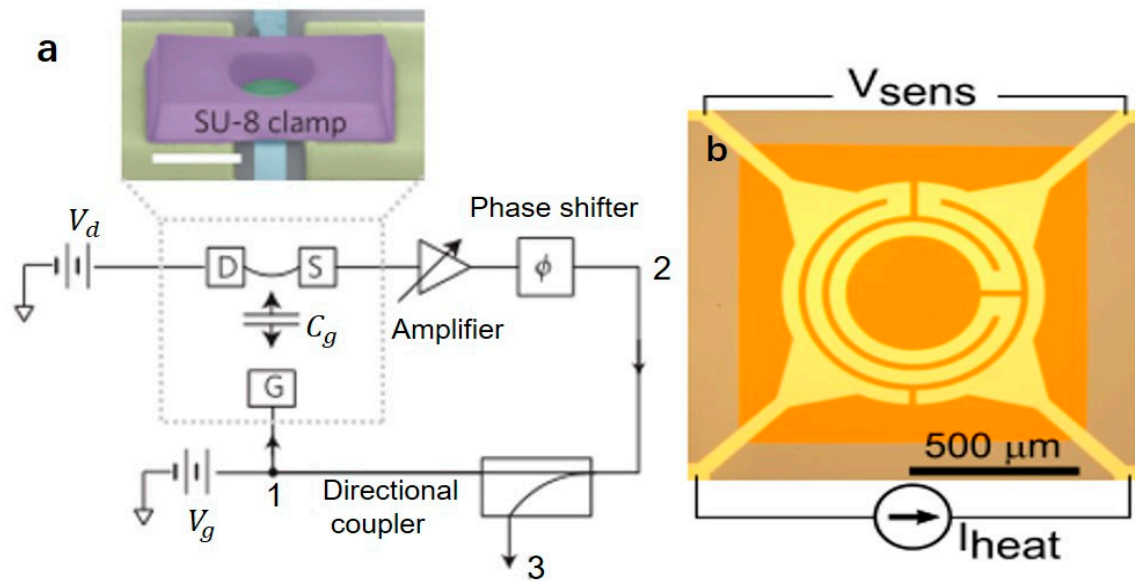 a
SU-8 clamp
V_d
D
S
Phase shifter
ϕ
2
C_g
Amplifier
G
V_g
1
Directional
coupler
3
V_sens
b
500 μm
I_heat